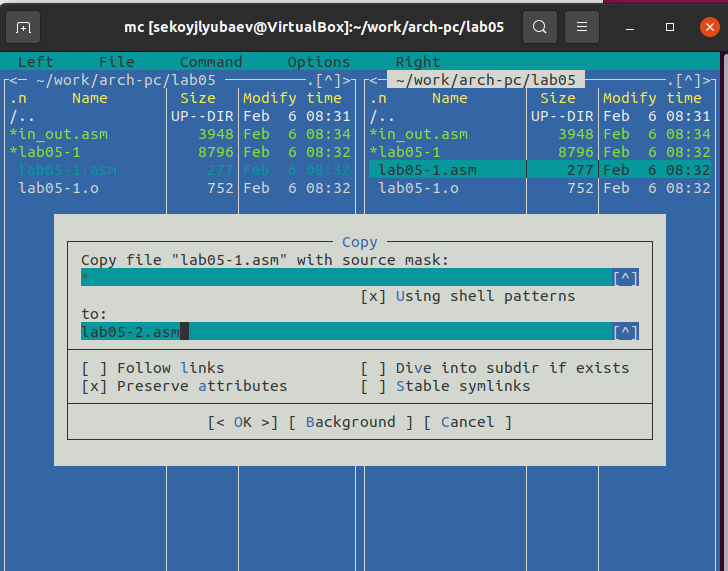 mc [sekoyjlyubaev@VirtualBox]:~/work/arch-pc/lab05
Left File Command Options Right
<─ ~/work/arch-pc/lab05 ─.[^]>
.n Name Size Modify time
/.. UP--DIR Feb 6 08:31
*in_out.asm 3948 Feb 6 08:34
*lab05-1 8796 Feb 6 08:32
lab05-1.asm 277 Feb 6 08:32
lab05-1.o 752 Feb 6 08:32
<─ ~/work/arch-pc/lab05 ─.[^]>
.n Name Size Modify time
/.. UP--DIR Feb 6 08:31
*in_out.asm 3948 Feb 6 08:34
*lab05-1 8796 Feb 6 08:32
lab05-1.asm 277 Feb 6 08:32
lab05-1.o 752 Feb 6 08:32
Copy
Copy file "lab05-1.asm" with source mask:
* [^]
[x] Using shell patterns
to:
lab05-2.asm [^]
[ ] Follow links [ ] Dive into subdir if exists
[x] Preserve attributes [ ] Stable symlinks
[< OK >] [ Background ] [ Cancel ]